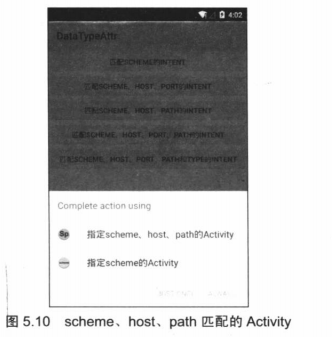 4:02
DataTypeAttr
匹配SCHEME的INTENT
匹配SCHEME、HOST、PORT的INTENT
匹配SCHEME、HOST、PATH的INTENT
匹配SCHEME、HOST、PORT、PATH的INTENT
匹配SCHEME、HOST、PORT、PATH和TYPE的INTENT
Complete action using
Sp
指定scheme、host、path的Activity
指定scheme的Activity
图 5.10 scheme、host、path 匹配的 Activity